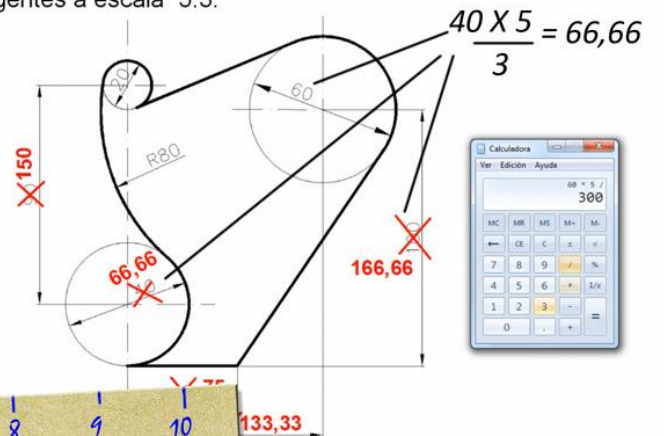 gentes a escala 5:3.
40 X 5
3
= 66,66
20
60
R80
150
66,66
40
166,66
75
133,33
8 9 10
Calculadora
Ver Edición Ayuda
60 * 5 /
300
MC MR MS M+ M-
← CE C ±
7 8 9 / %
4 5 6 * 1/x
1 2 3 - =
0 . +